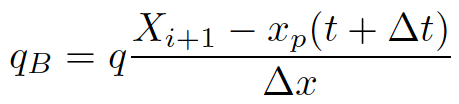 q_B = q \frac{X_{i+1} - x_p(t + \Delta t)}{\Delta x}